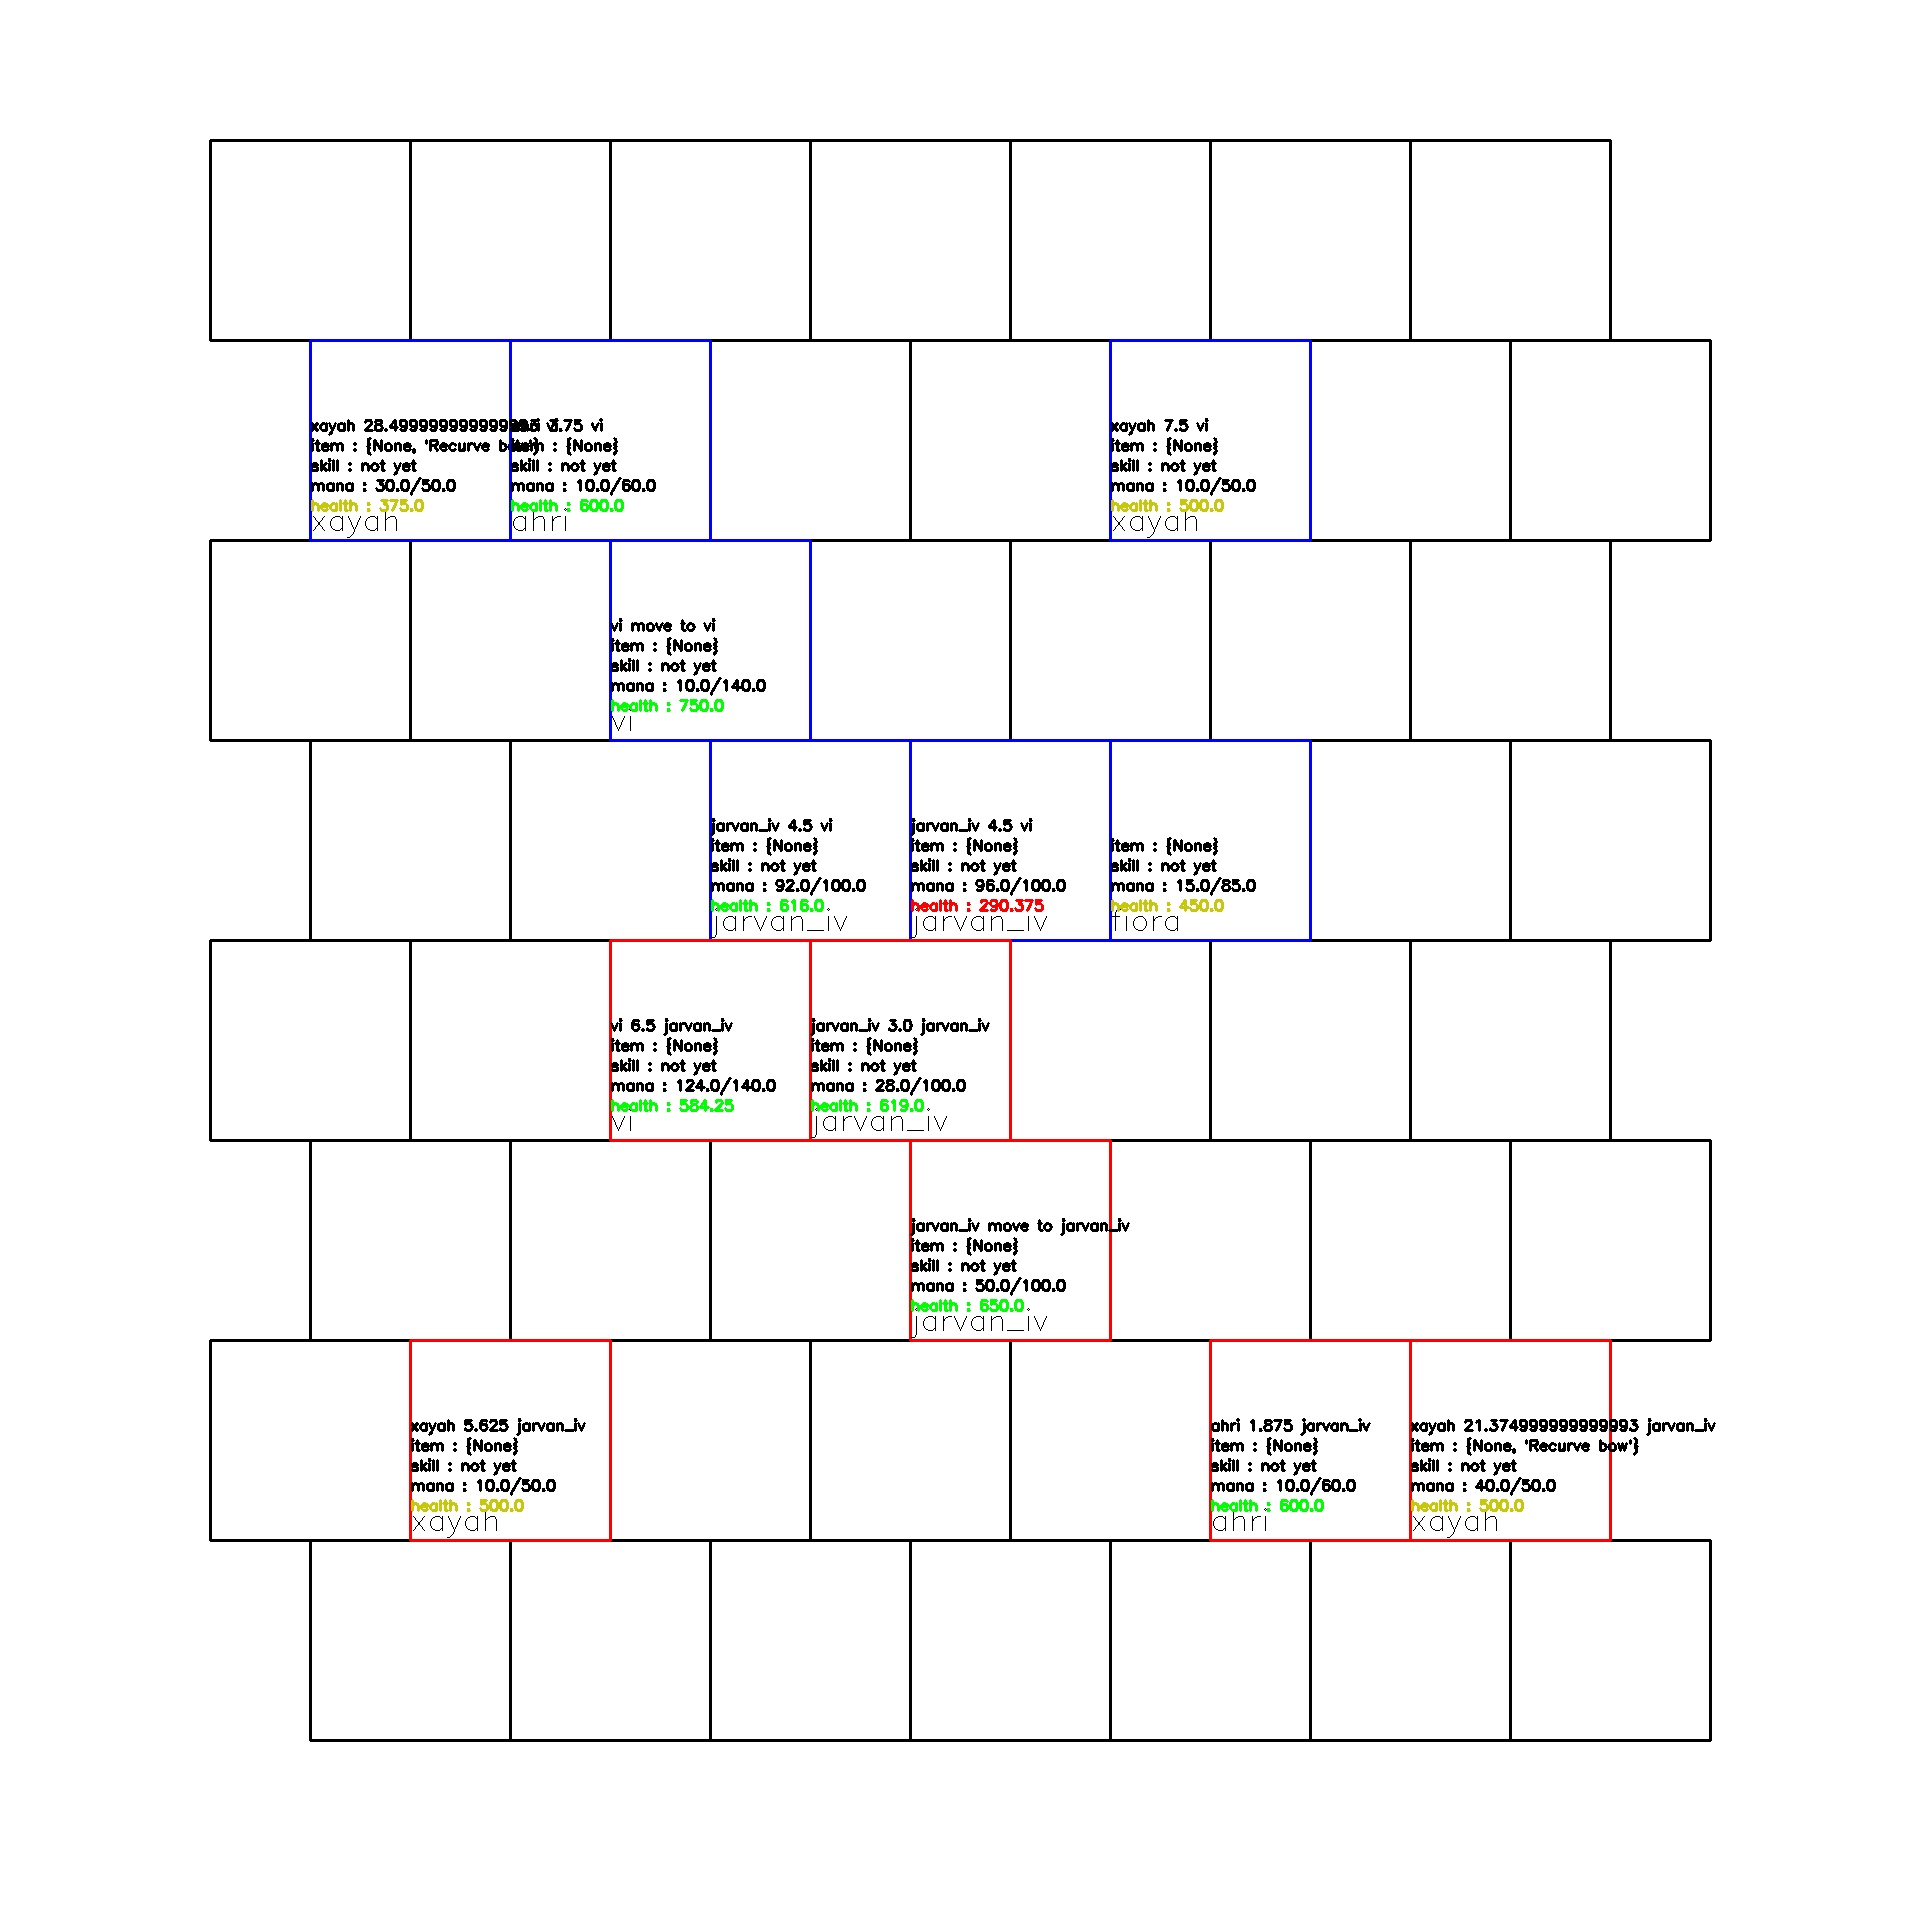 xayah 28.499999999999993 vi
item : {None, 'Recurve bow'}
skill : not yet
mana : 30.0/50.0
health : 375.0
xayah
ahri 3.75 vi
item : {None}
skill : not yet
mana : 10.0/60.0
health : 600.0
ahri
xayah 7.5 vi
item : {None}
skill : not yet
mana : 10.0/50.0
health : 500.0
xayah
vi move to vi
item : {None}
skill : not yet
mana : 10.0/140.0
health : 750.0
vi
jarvan_iv 4.5 vi
item : {None}
skill : not yet
mana : 92.0/100.0
health : 616.0
jarvan_iv
jarvan_iv 4.5 vi
item : {None}
skill : not yet
mana : 96.0/100.0
health : 290.375
jarvan_iv
item : {None}
skill : not yet
mana : 15.0/85.0
health : 450.0
fiora
vi 6.5 jarvan_iv
item : {None}
skill : not yet
mana : 124.0/140.0
health : 584.25
vi
jarvan_iv 3.0 jarvan_iv
item : {None}
skill : not yet
mana : 28.0/100.0
health : 619.0
jarvan_iv
jarvan_iv move to jarvan_iv
item : {None}
skill : not yet
mana : 50.0/100.0
health : 650.0
jarvan_iv
xayah 5.625 jarvan_iv
item : {None}
skill : not yet
mana : 10.0/50.0
health : 500.0
xayah
ahri 1.875 jarvan_iv
item : {None}
skill : not yet
mana : 10.0/60.0
health : 600.0
ahri
xayah 21.374999999999993 jarvan_iv
item : {None, 'Recurve bow'}
skill : not yet
mana : 40.0/50.0
health : 500.0
xayah